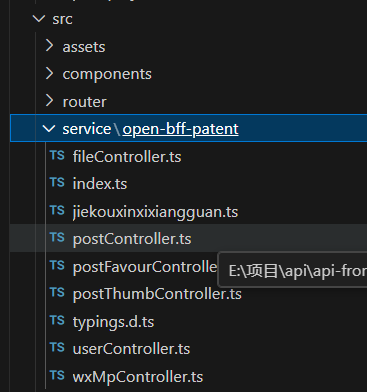 src
assets
components
router
service\open-bff-patent
TS fileController.ts
TS index.ts
TS jiekouxinxixiangguan.ts
TS postController.ts
TS postFavourControlle
E:\项目\api\api-fron
TS postThumbController.ts
TS typings.d.ts
TS userController.ts
TS wxMpController.ts